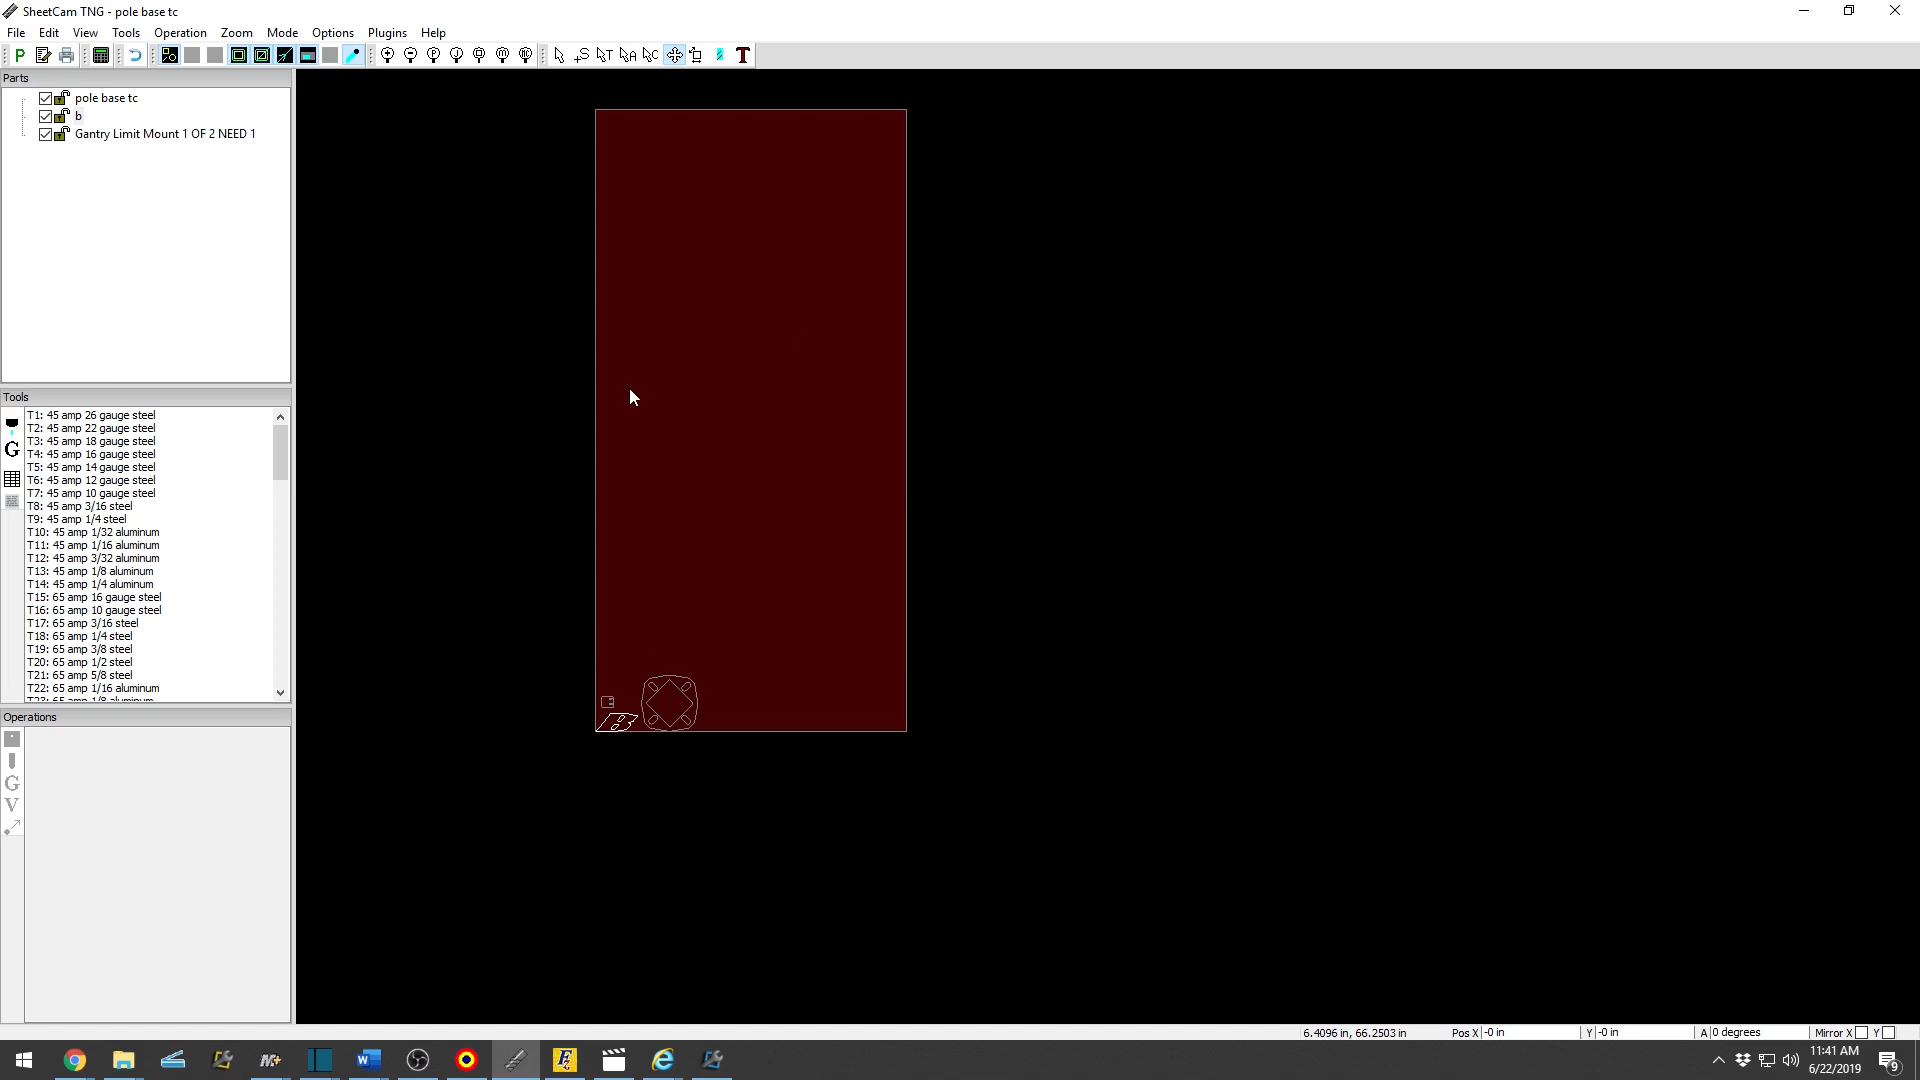 SheetCam TNG - pole base tc
File Edit View Tools Operation Zoom Mode Options Plugins Help
P +S T A C T
Parts
pole base tc
b
Gantry Limit Mount 1 OF 2 NEED 1
Tools
T1: 45 amp 26 gauge steel
T2: 45 amp 22 gauge steel
T3: 45 amp 18 gauge steel
T4: 45 amp 16 gauge steel
T5: 45 amp 14 gauge steel
T6: 45 amp 12 gauge steel
T7: 45 amp 10 gauge steel
T8: 45 amp 3/16 steel
T9: 45 amp 1/4 steel
T10: 45 amp 1/32 aluminum
T11: 45 amp 1/16 aluminum
T12: 45 amp 3/32 aluminum
T13: 45 amp 1/8 aluminum
T14: 45 amp 1/4 aluminum
T15: 65 amp 16 gauge steel
T16: 65 amp 10 gauge steel
T17: 65 amp 3/16 steel
T18: 65 amp 1/4 steel
T19: 65 amp 3/8 steel
T20: 65 amp 1/2 steel
T21: 65 amp 5/8 steel
T22: 65 amp 1/16 aluminum
T23: 65 amp 1/8 aluminum
G
B
Operations
G
V
6.4096 in, 66.2503 in Pos X -0 in Y -0 in A 0 degrees Mirror X Y
11:41 AM
6/22/2019
9